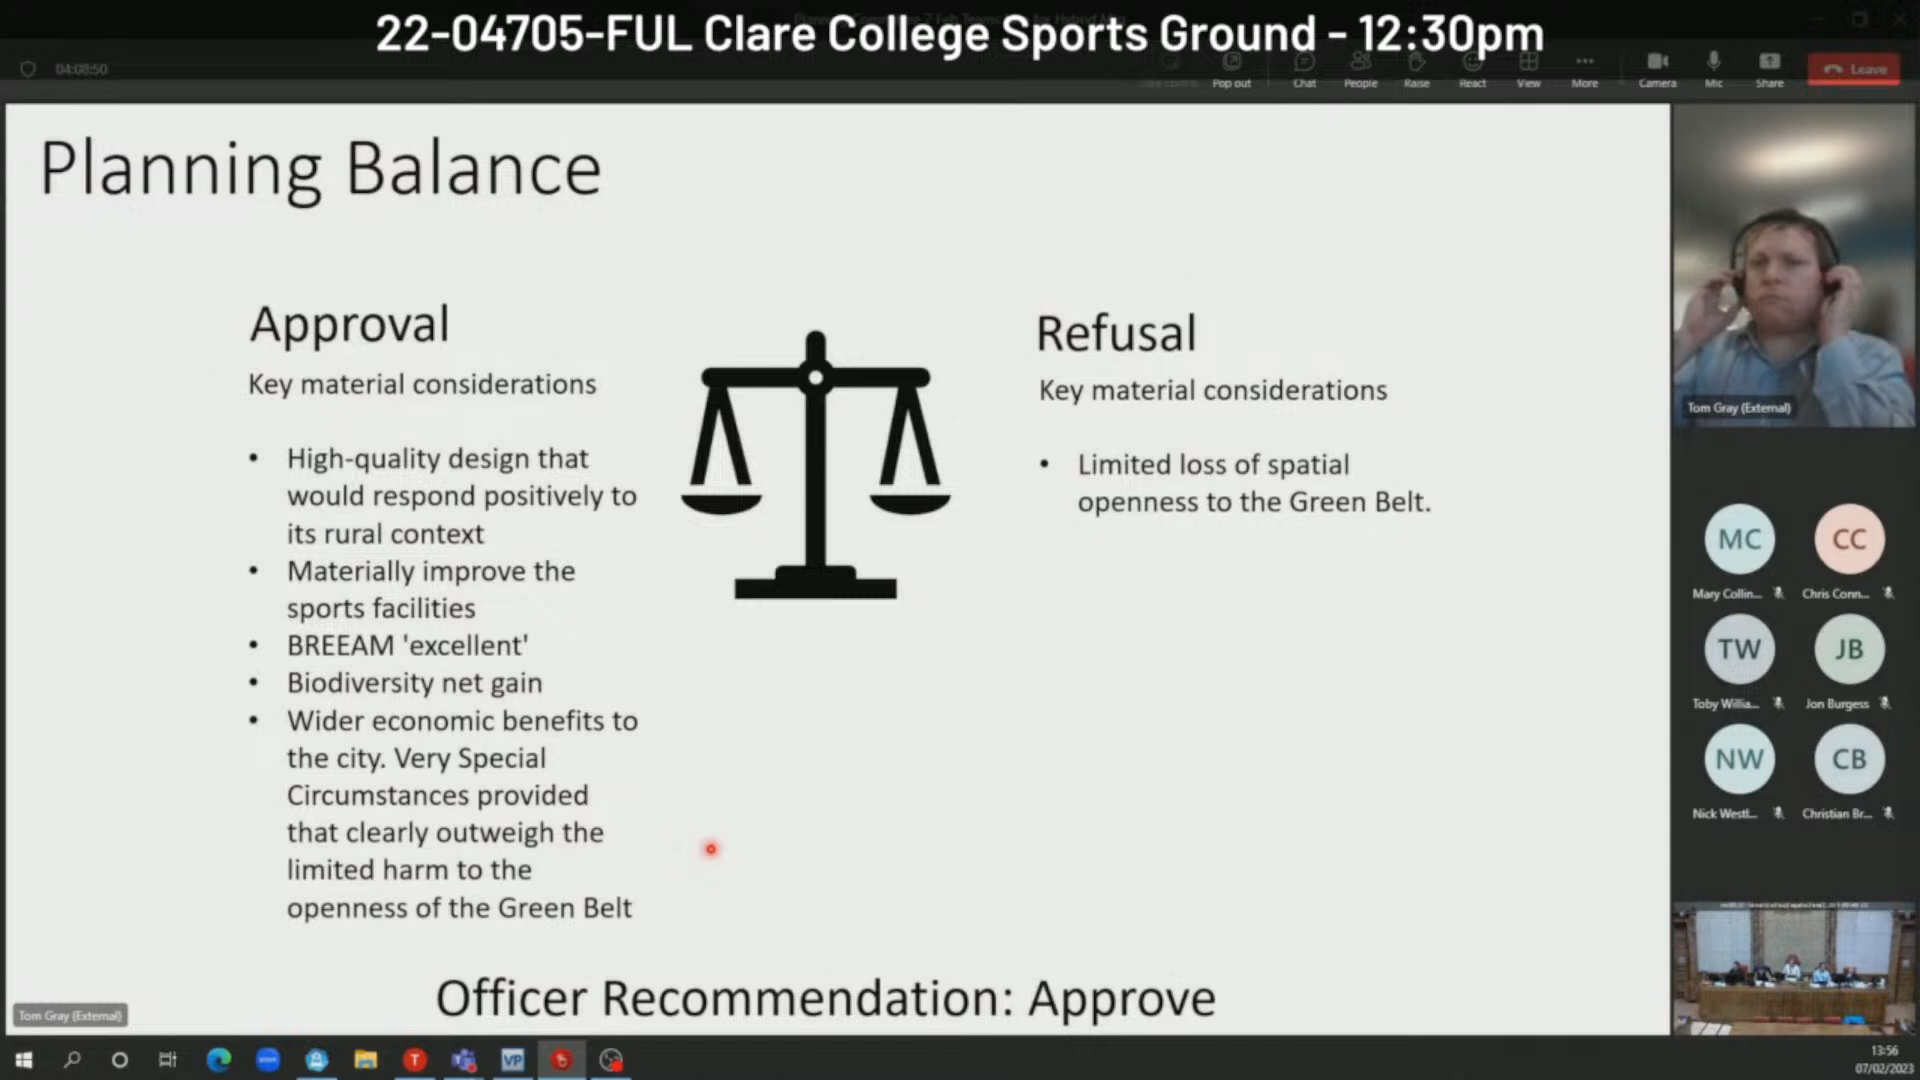 22-04705-FUL Clare College Sports Ground - 12:30pm
04:08:50
Pop out
Chat
People
Raise
React
View
More
Camera
Mic
Share
Leave
Planning Balance
Approval
Key material considerations
• High-quality design that
would respond positively to
its rural context
• Materially improve the
sports facilities
• BREEAM 'excellent'
• Biodiversity net gain
• Wider economic benefits to
the city. Very Special
Circumstances provided
that clearly outweigh the
limited harm to the
openness of the Green Belt
Refusal
Key material considerations
• Limited loss of spatial
openness to the Green Belt.
Officer Recommendation: Approve
Tom Gray (External)
Tom Gray (External)
MC
CC
Mary Collin...
Chris Conn...
TW
JB
Toby Willia...
Jon Burgess
NW
CB
Nick Westl...
Christian Br...
T
VP
13:56
07/02/2023